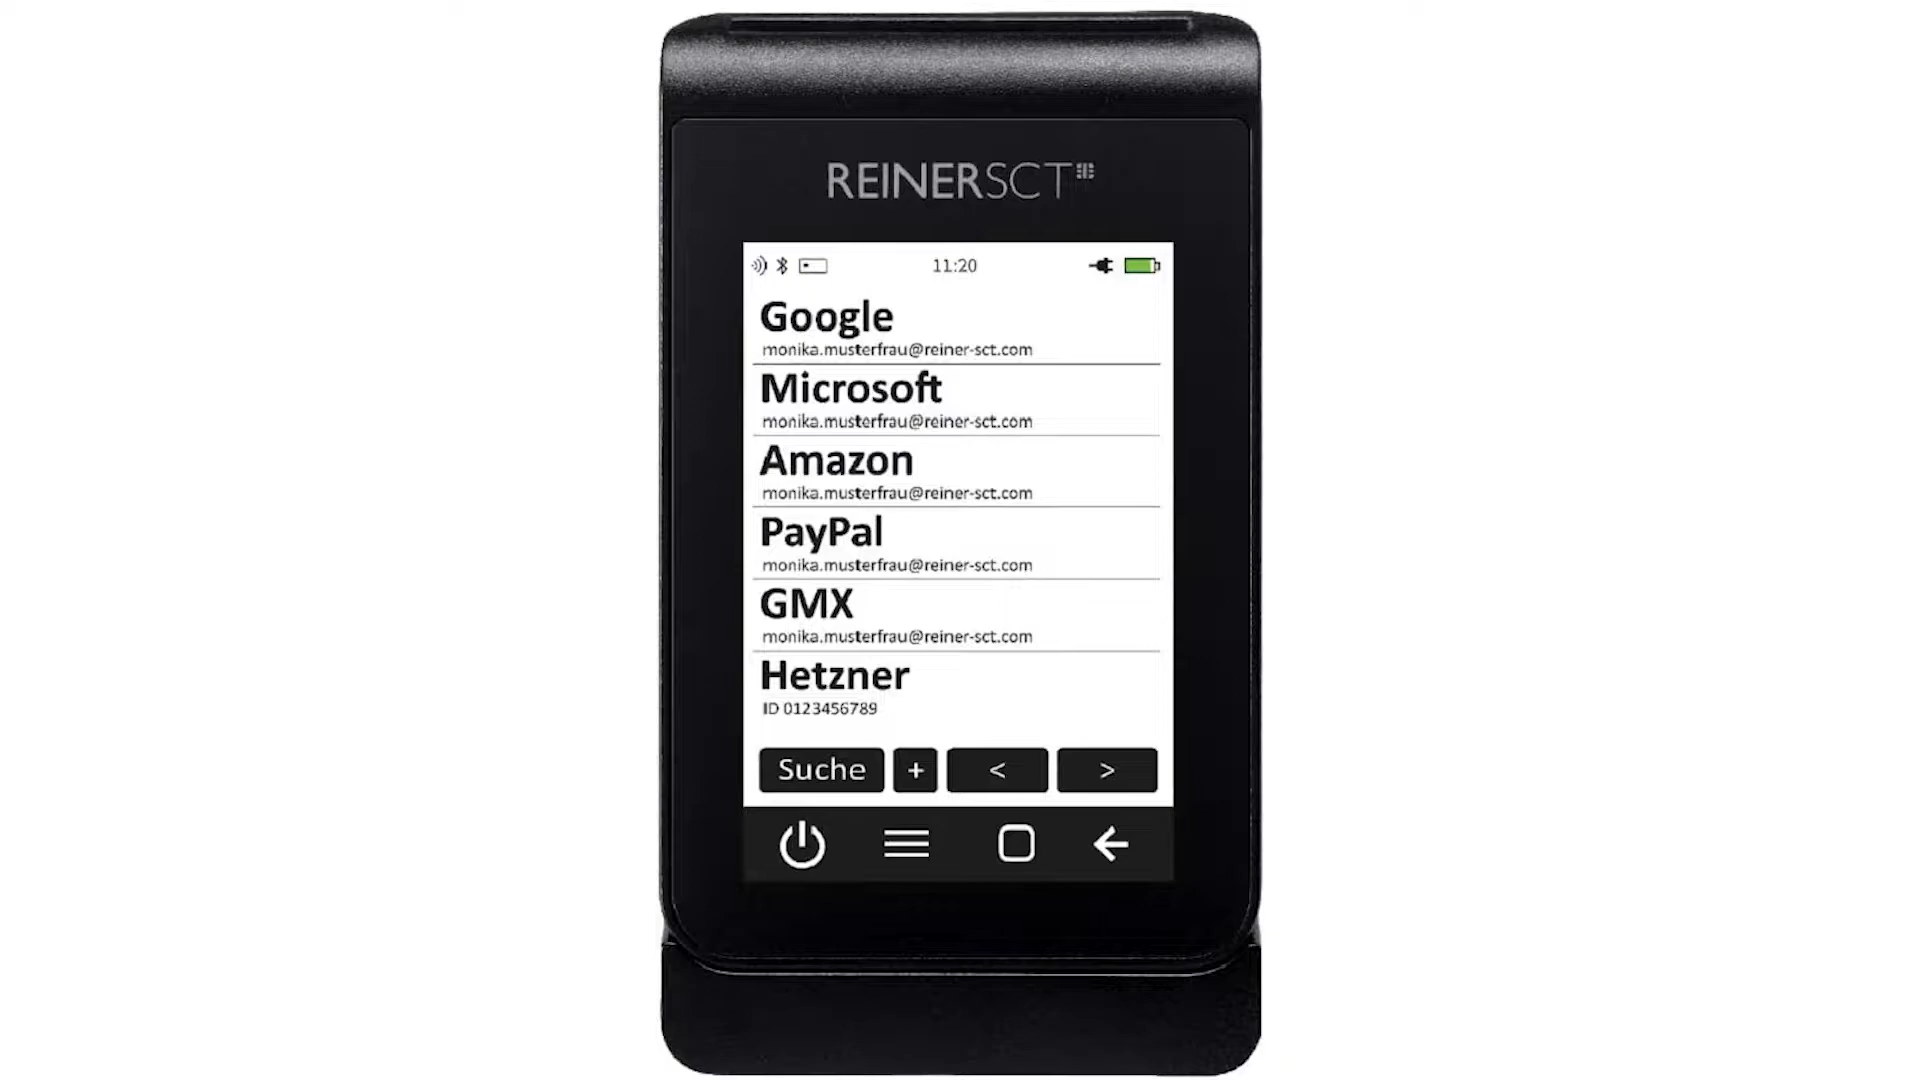 REINERSCT
11:20
Google
monika.musterfrau@reiner-sct.com
Microsoft
monika.musterfrau@reiner-sct.com
Amazon
monika.musterfrau@reiner-sct.com
PayPal
monika.musterfrau@reiner-sct.com
GMX
monika.musterfrau@reiner-sct.com
Hetzner
ID 0123456789
Suche + < >